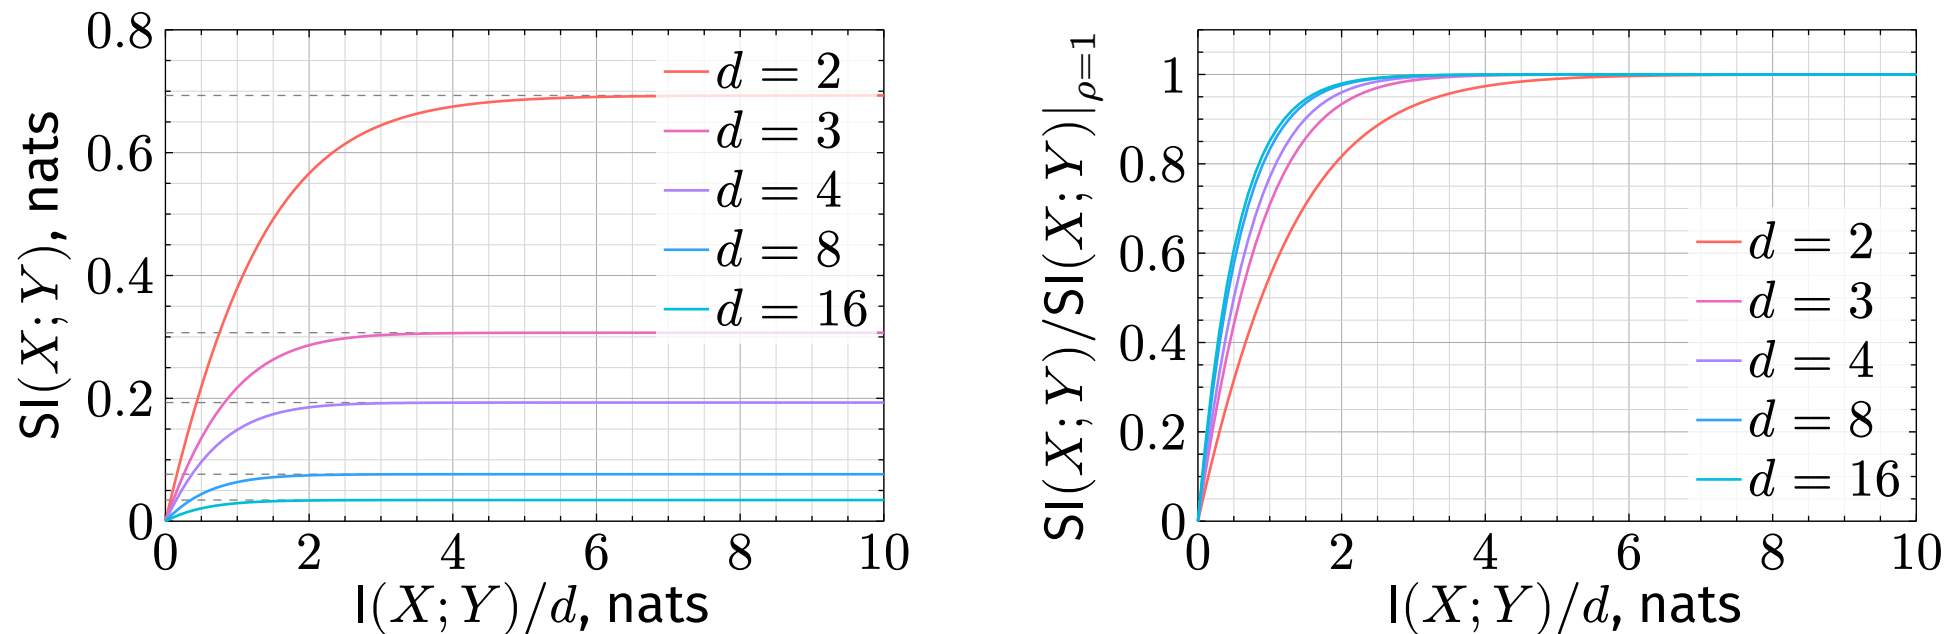 SI(X; Y), nats
0.8
0.6
0.4
0.2
0
0 2 4 6 8 10
I(X; Y)/d, nats
d = 2
d = 3
d = 4
d = 8
d = 16
SI(X; Y)/SI(X; Y)|ρ=1
1
0.8
0.6
0.4
0.2
0
0 2 4 6 8 10
I(X; Y)/d, nats
d = 2
d = 3
d = 4
d = 8
d = 16